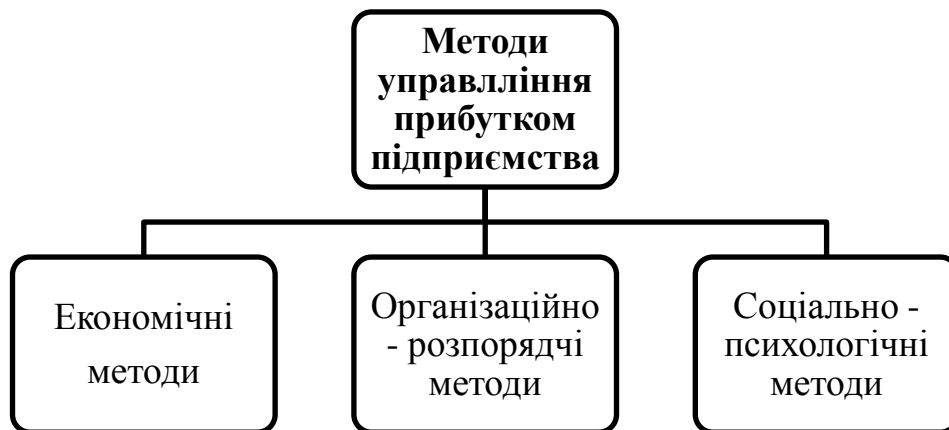 Методи
управлління
прибутком
підприємства
Економічні
методи
Організаційно
- розпорядчі
методи
Соціально -
психологічні
методи